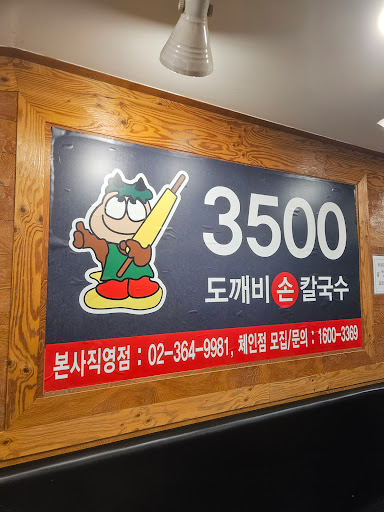 3500
도깨비 손 칼국수
본사직영점 : 02-364-9981, 체인점 모집/문의 : 1600-3369